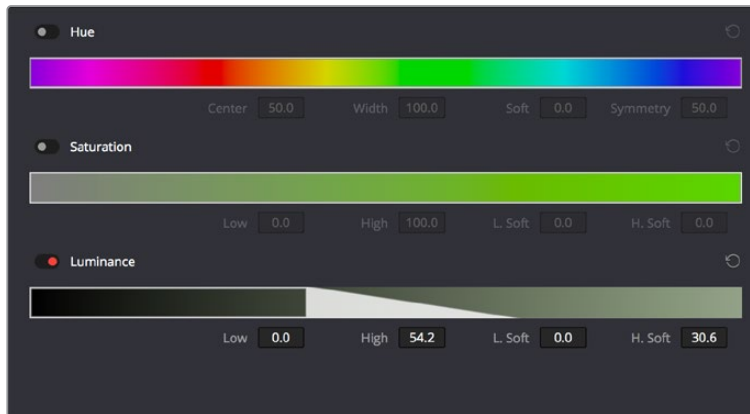 Hue
Center 50.0 Width 100.0 Soft 0.0 Symmetry 50.0
Saturation
Low 0.0 High 100.0 L. Soft 0.0 H. Soft 0.0
Luminance
Low 0.0 High 54.2 L. Soft 0.0 H. Soft 30.6